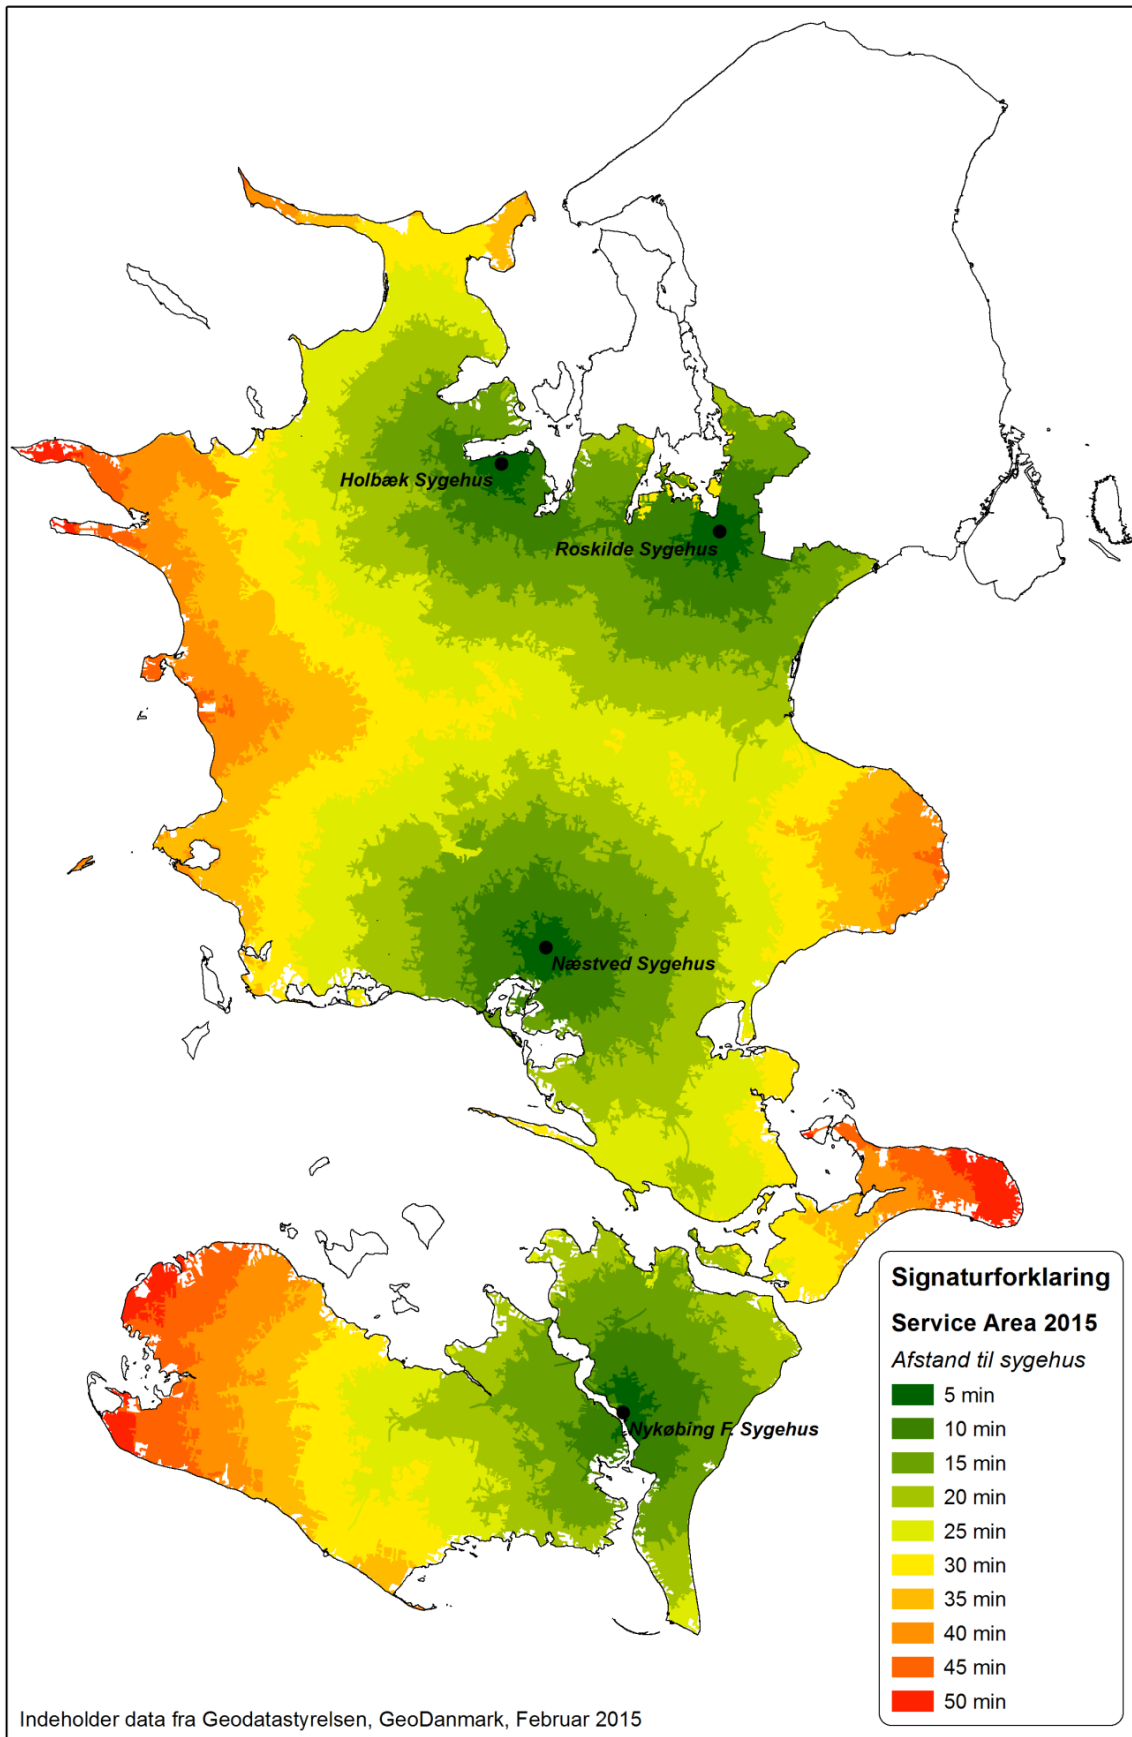 Holbæk Sygehus
Roskilde Sygehus
Næstved Sygehus
Nykøbing F. Sygehus
Signaturforklaring
Service Area 2015
Afstand til sygehus
5 min
10 min
15 min
20 min
25 min
30 min
35 min
40 min
45 min
50 min
Indeholder data fra Geodatastyrelsen, GeoDanmark, Februar 2015